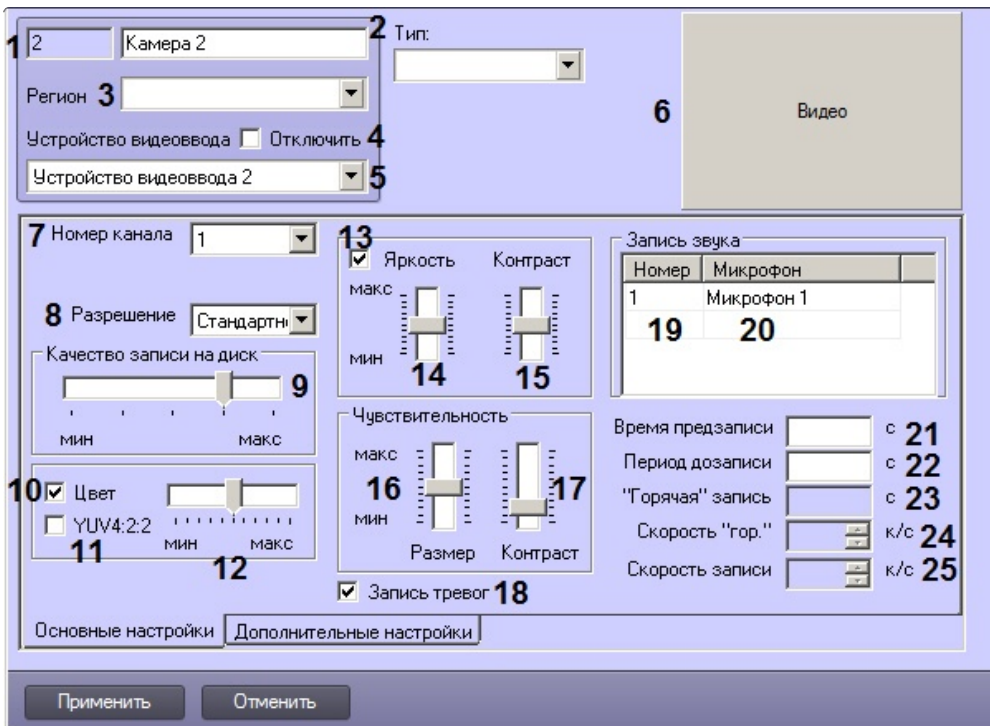 1 2 Камера 2 2
Тип:
Регион 3
Устройство видеоввода Отключить 4
Устройство видеоввода 2 5
6 Видео
7 Номер канала 1
8 Разрешение Стандартн
Качество записи на диск
9
мин макс
10 Цвет
YUV4:2:2
11
мин макс
12
13
Яркость Контраст
макс
мин
14 15
Чувствительность
макс
16 17
мин
Размер Контраст
Запись тревог 18
Запись звука
Номер Микрофон
1 Микрофон 1
19 20
Время предзаписи с 21
Период дозаписи с 22
"Горячая" запись с 23
Скорость "гор." к/с 24
Скорость записи к/с 25
Основные настройки Дополнительные настройки
Применить Отменить